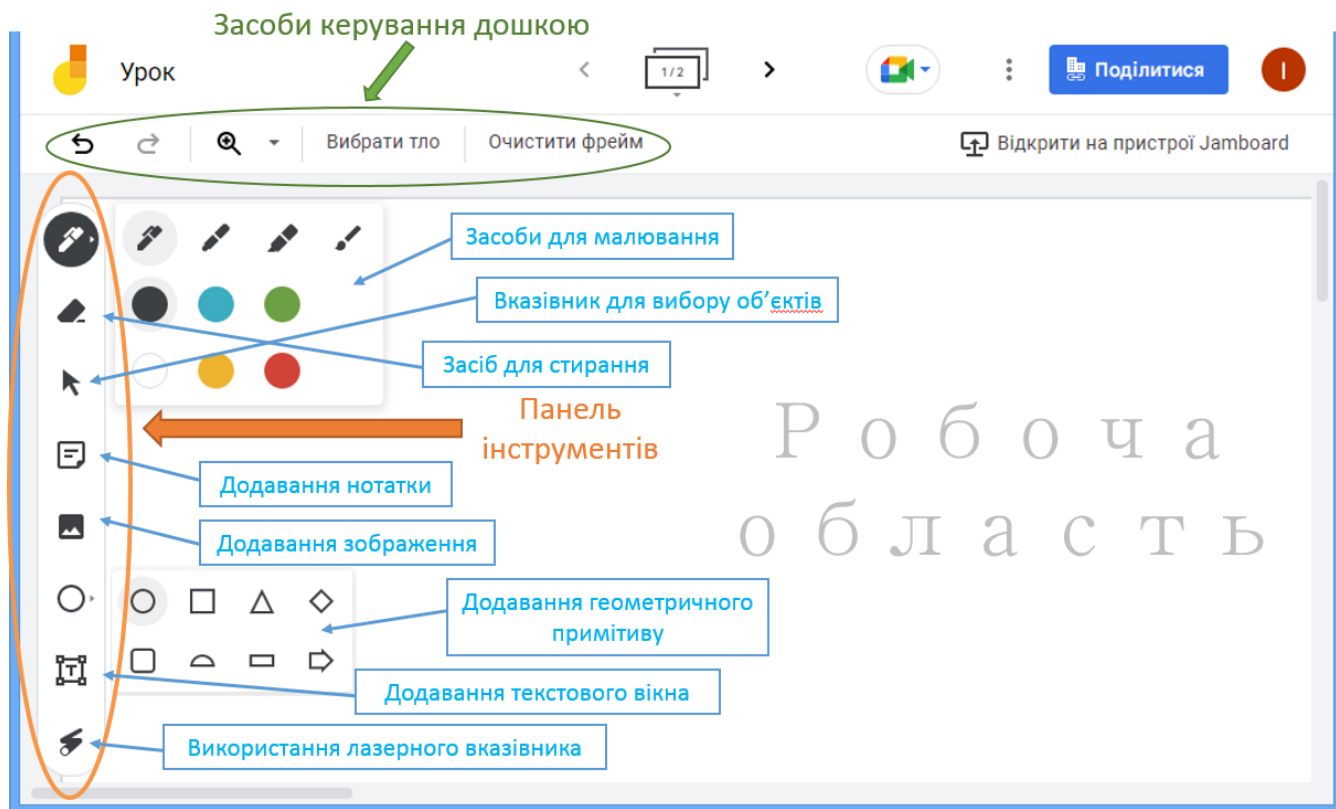 Засоби керування дошкою
Урок
1/2
Поділитися
І
Вибрати тло
Очистити фрейм
Відкрити на пристрої Jamboard
Засоби для малювання
Вказівник для вибору об’єктів
Засіб для стирання
Панель
інструментів
Робоча
область
Додавання нотатки
Додавання зображення
Додавання геометричного
примітиву
Додавання текстового вікна
Використання лазерного вказівника